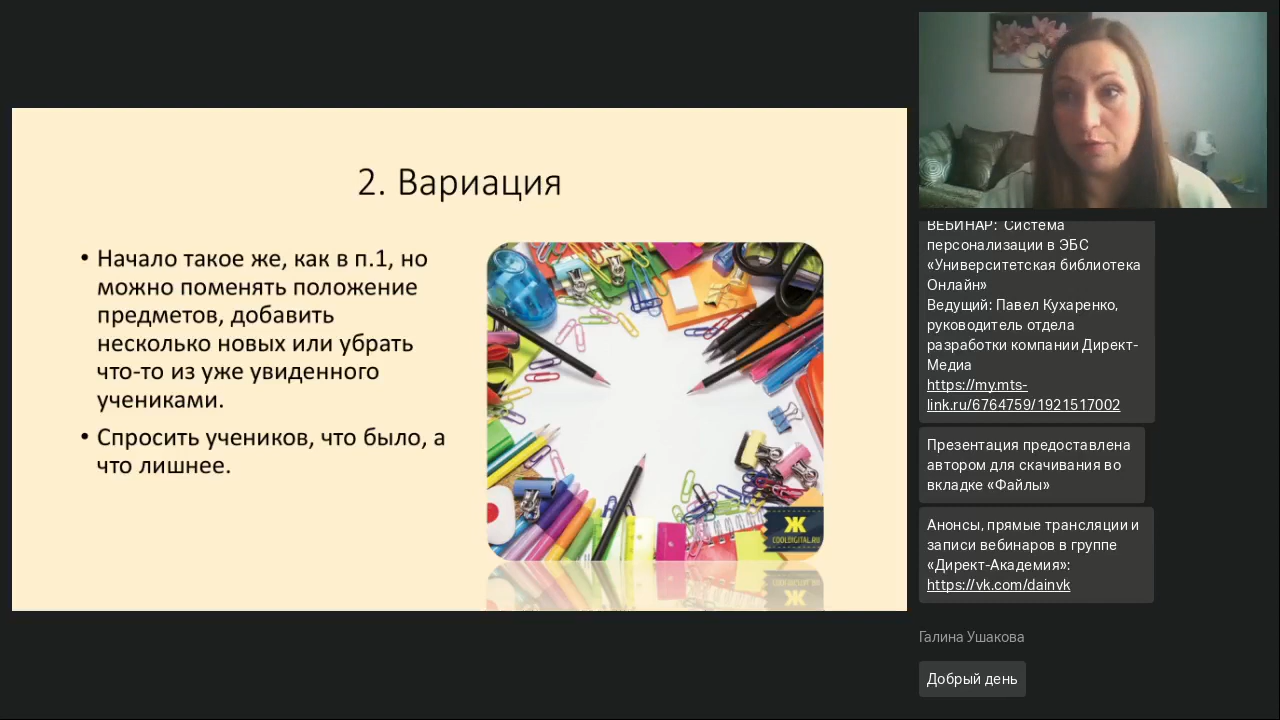 2. Вариация
• Начало такое же, как в п.1, но
можно поменять положение
предметов, добавить
несколько новых или убрать
что-то из уже увиденного
учениками.
• Спросить учеников, что было, а
что лишнее.
Ж
COOLDIGITAL.RU
ВЕБИНАР: Система
персонализации в ЭБС
«Университетская библиотека
Онлайн»
Ведущий: Павел Кухаренко,
руководитель отдела
разработки компании Директ-
Медиа
https://my.mts-
link.ru/6764759/1921517002
Презентация предоставлена
автором для скачивания во
вкладке «Файлы»
Анонсы, прямые трансляции и
записи вебинаров в группе
«Директ-Академия»:
https://vk.com/dainvk
Галина Ушакова
Добрый день